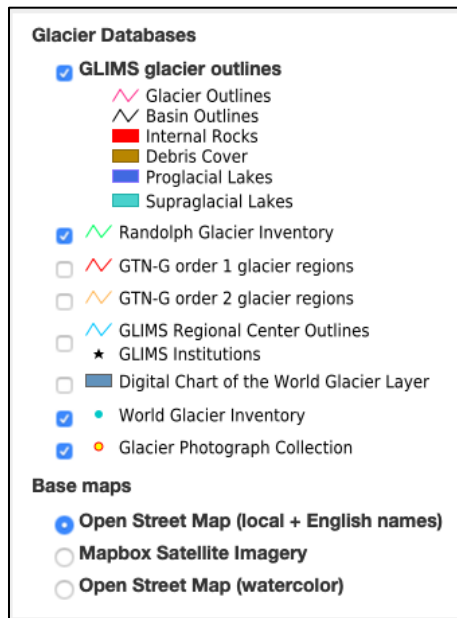 Glacier Databases
GLIMS glacier outlines
Glacier Outlines
Basin Outlines
Internal Rocks
Debris Cover
Proglacial Lakes
Supraglacial Lakes
Randolph Glacier Inventory
GTN-G order 1 glacier regions
GTN-G order 2 glacier regions
GLIMS Regional Center Outlines
GLIMS Institutions
Digital Chart of the World Glacier Layer
World Glacier Inventory
Glacier Photograph Collection
Base maps
Open Street Map (local + English names)
Mapbox Satellite Imagery
Open Street Map (watercolor)